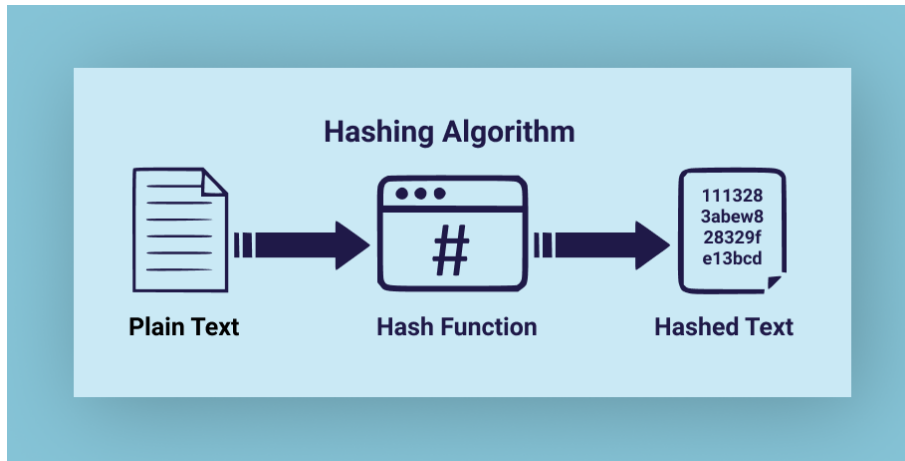 Hashing Algorithm
#
111328
3abew8
28329f
e13bcd
Plain Text
Hash Function
Hashed Text